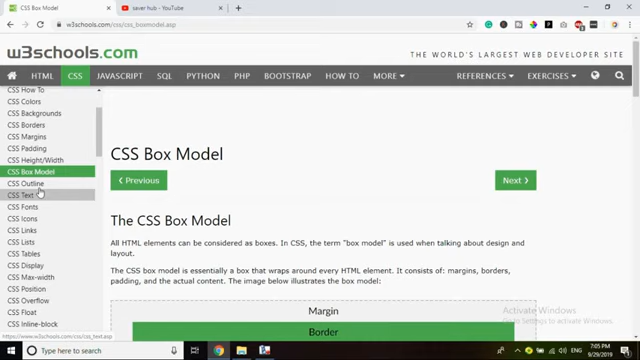 CSS Box Model
saver hub - YouTube
w3schools.com/css/css_boxmodel.asp
w3schools.com
THE WORLD'S LARGEST WEB DEVELOPER SITE
HTML CSS JAVASCRIPT SQL PYTHON PHP BOOTSTRAP HOW TO MORE REFERENCES EXERCISES
CSS How To
CSS Colors
CSS Backgrounds
CSS Borders
CSS Margins
CSS Padding
CSS Height/Width
CSS Box Model
CSS Outline
CSS Text
CSS Fonts
CSS Icons
CSS Links
CSS Lists
CSS Tables
CSS Display
CSS Max-width
CSS Position
CSS Overflow
CSS Float
CSS Inline-block
CSS Box Model
❮ Previous
Next ❯
The CSS Box Model
All HTML elements can be considered as boxes. In CSS, the term "box model" is used when talking about design and
layout.
The CSS box model is essentially a box that wraps around every HTML element. It consists of: margins, borders,
padding, and the actual content. The image below illustrates the box model:
Margin
Border
Activate Windows
Go to Settings to activate Windows.
https://www.w3schools.com/css/css_text.asp
Type here to search
ENG
7:05 PM
9/29/2019